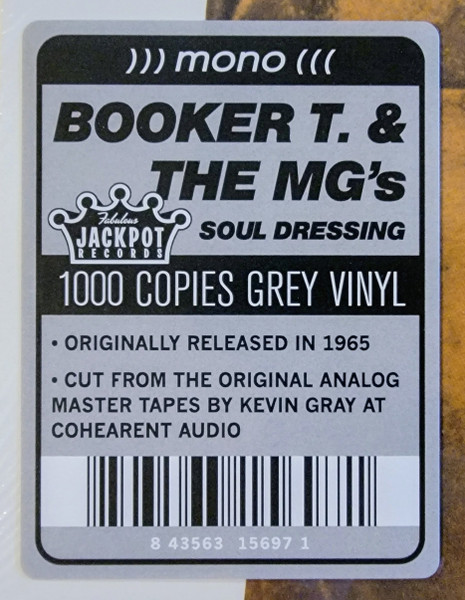 ))) mono (((
BOOKER T. &
THE MG's
Fabulous
JACKPOT
RECORDS
SOUL DRESSING
1000 COPIES GREY VINYL
• ORIGINALLY RELEASED IN 1965
• CUT FROM THE ORIGINAL ANALOG
MASTER TAPES BY KEVIN GRAY AT
COHEARENT AUDIO
8 43563 15697 1